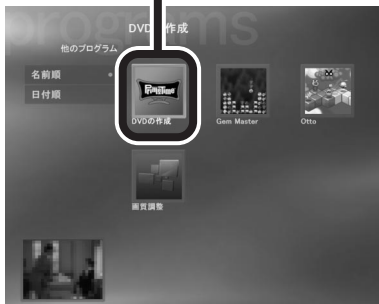 programs
DVDの作成
他のプログラム
名前順
日付順
PrimeTime
DVDの作成
Gem Master
Otto
画質調整